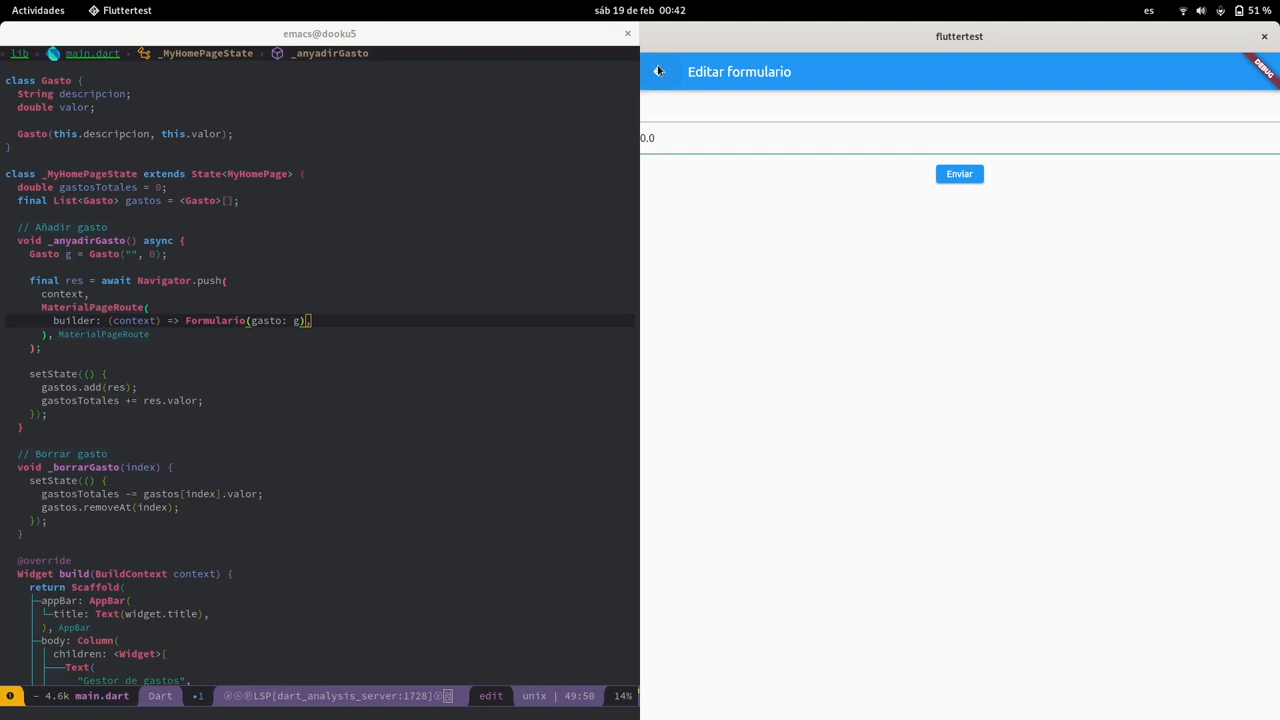 Actividades
Fluttertest
sáb 19 de feb 00:42
es
51 %
emacs@dooku5
lib > main.dart > _MyHomePageState > _anyadirGasto
class Gasto {
String descripcion;
double valor;
Gasto(this.descripcion, this.valor);
}
class _MyHomePageState extends State<MyHomePage> {
double gastosTotales = 0;
final List<Gasto> gastos = <Gasto>[];
// Añadir gasto
void _anyadirGasto() async {
Gasto g = Gasto("", 0);
final res = await Navigator.push(
context,
MaterialPageRoute(
builder: (context) => Formulario(gasto: g),
), MaterialPageRoute
);
setState(() {
gastos.add(res);
gastosTotales += res.valor;
});
}
// Borrar gasto
void _borrarGasto(index) {
setState(() {
gastosTotales -= gastos[index].valor;
gastos.removeAt(index);
});
}
@override
Widget build(BuildContext context) {
return Scaffold(
appBar: AppBar(
title: Text(widget.title),
), AppBar
body: Column(
children: <Widget>[
Text(
"Gestor de gastos",
- 4.6k main.dart Dart •1 LSP[dart_analysis_server:1728] edit unix | 49:50 14%
fluttertest
Editar formulario
DEBUG
0.0
Enviar